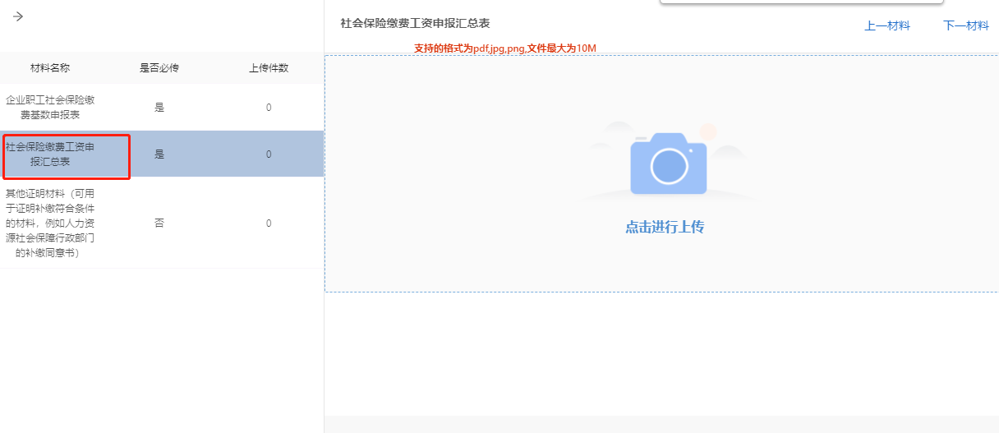 社会保险缴费工资申报汇总表
上一材料
下一材料
支持的格式为pdf,jpg,png,文件最大为10M
材料名称
是否必传
上传件数
企业职工社会保险缴
费基数申报表
是
0
社会保险缴费工资申
报汇总表
是
0
其他证明材料（可用
于证明补缴符合条件
的材料，例如人力资
源社会保障行政部门
的补缴同意书）
否
0
点击进行上传